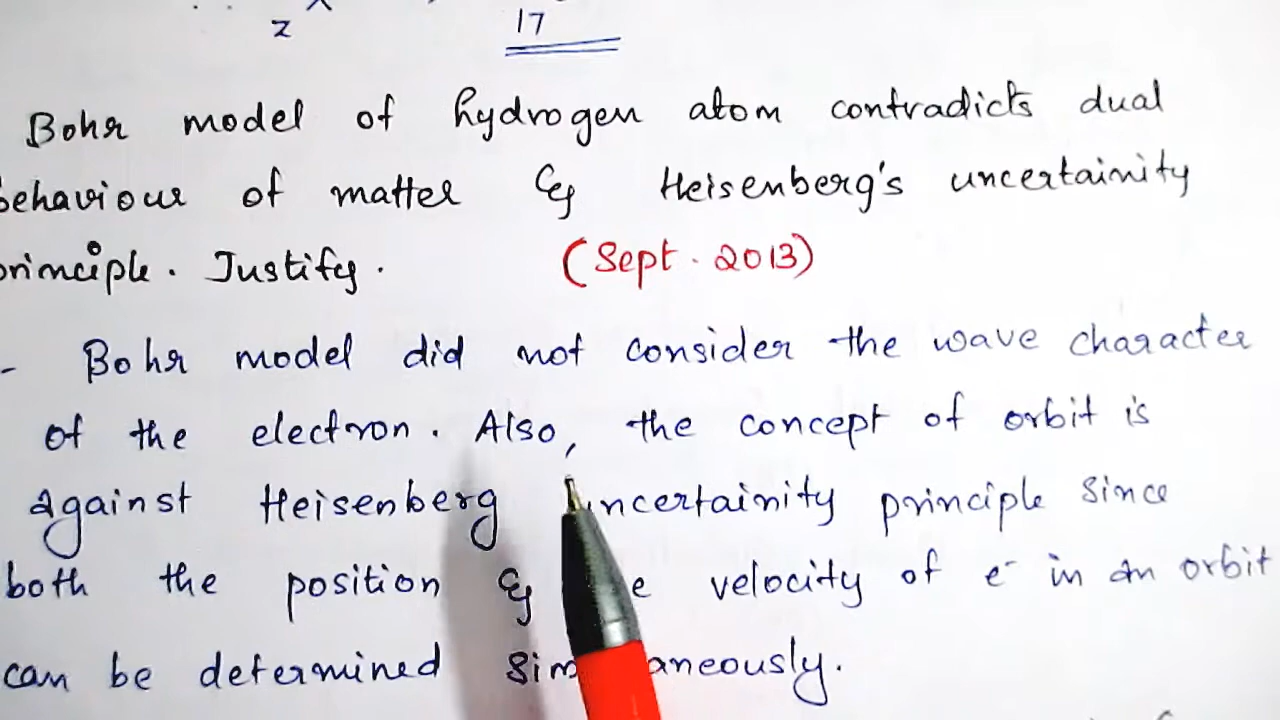 z
17
Bohr model of hydrogen atom contradicts dual
behaviour of matter & Heisenberg's uncertainity
principle. Justify. (Sept. 2013)
- Bohr model did not consider the wave character
of the electron. Also, the concept of orbit is
against Heisenberg uncertainity principle since
both the position & velocity of e⁻ in an orbit
can be determined simultaneously.